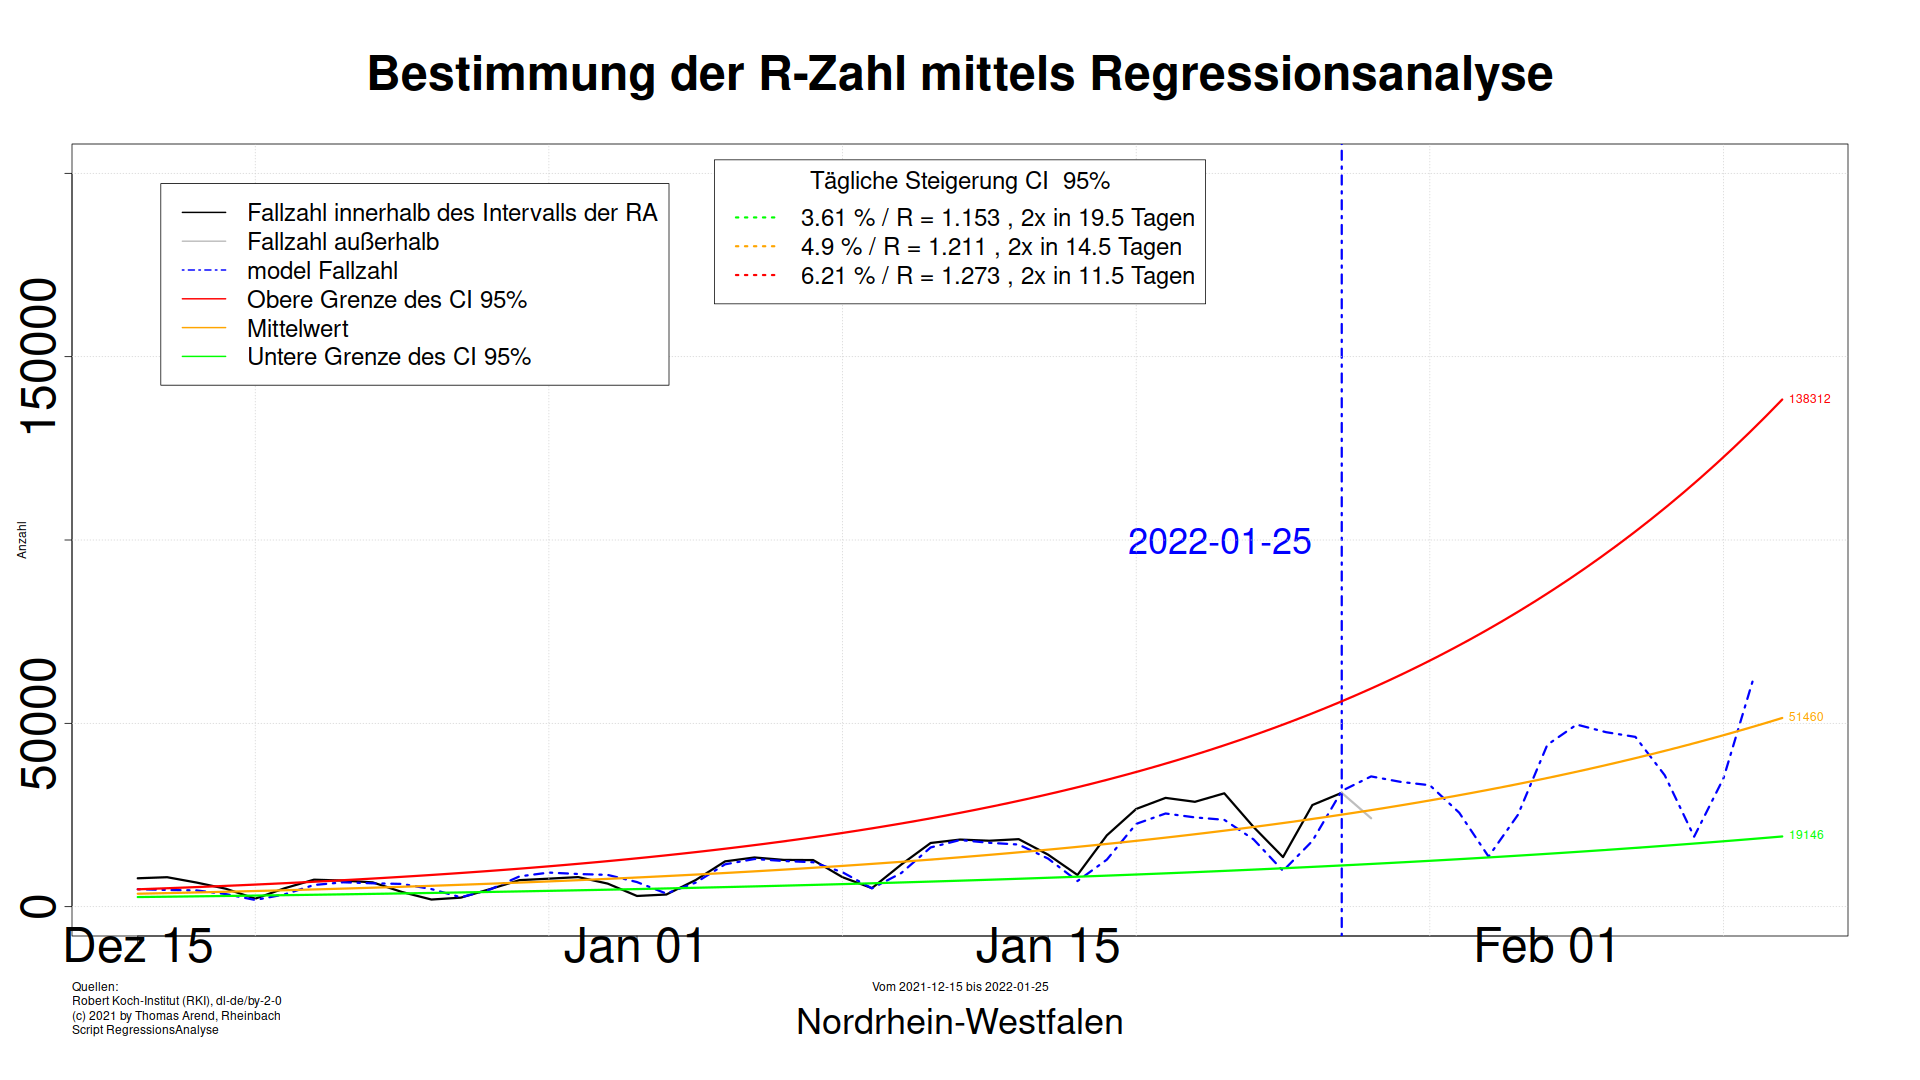 Bestimmung der R-Zahl mittels Regressionsanalyse
Fallzahl innerhalb des Intervalls der RA
Fallzahl außerhalb
model Fallzahl
Obere Grenze des CI 95%
Mittelwert
Untere Grenze des CI 95%
Tägliche Steigerung CI 95%
3.61 % / R = 1.153 , 2x in 19.5 Tagen
4.9 % / R = 1.211 , 2x in 14.5 Tagen
6.21 % / R = 1.273 , 2x in 11.5 Tagen
150000
50000
0
Anzahl
2022-01-25
138312
51460
19146
Dez 15
Jan 01
Jan 15
Feb 01
Quellen:
Robert Koch-Institut (RKI), dl-de/by-2-0
(c) 2021 by Thomas Arend, Rheinbach
Script RegressionsAnalyse
Vom 2021-12-15 bis 2022-01-25
Nordrhein-Westfalen